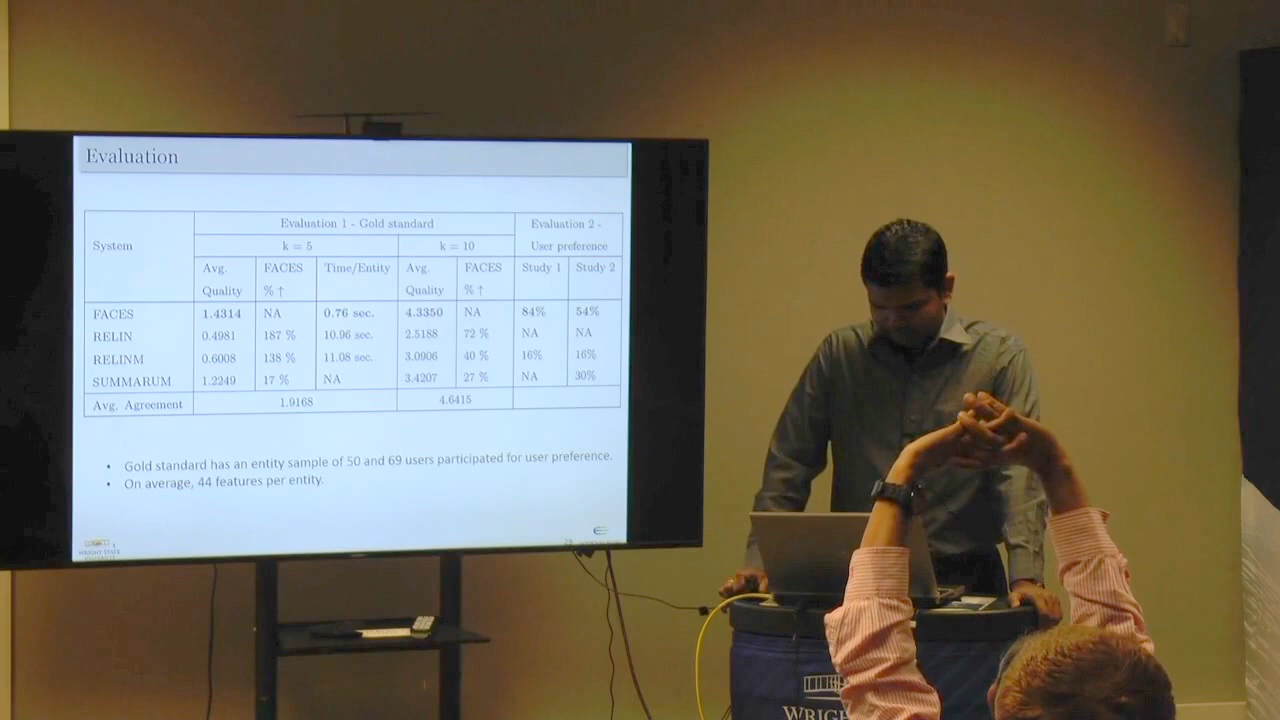 Evaluation
System
Evaluation 1 - Gold standard
Evaluation 2 -
User preference
k = 5
k = 10
Avg. Quality
FACES % ↑
Time/Entity
Avg. Quality
FACES % ↑
Study 1
Study 2
FACES 1.4314 NA 0.76 sec. 4.3350 NA 84% 54%
RELIN 0.4981 187 % 10.96 sec. 2.5188 72 % NA NA
RELINM 0.6008 138 % 11.08 sec. 3.0906 40 % 16% 16%
SUMMARUM 1.2249 17 % NA 3.4207 27 % NA 30%
Avg. Agreement 1.9168 4.6415
• Gold standard has an entity sample of 50 and 69 users participated for user preference.
• On average, 44 features per entity.
WRIGHT STATE
UNIVERSITY
WRIGH